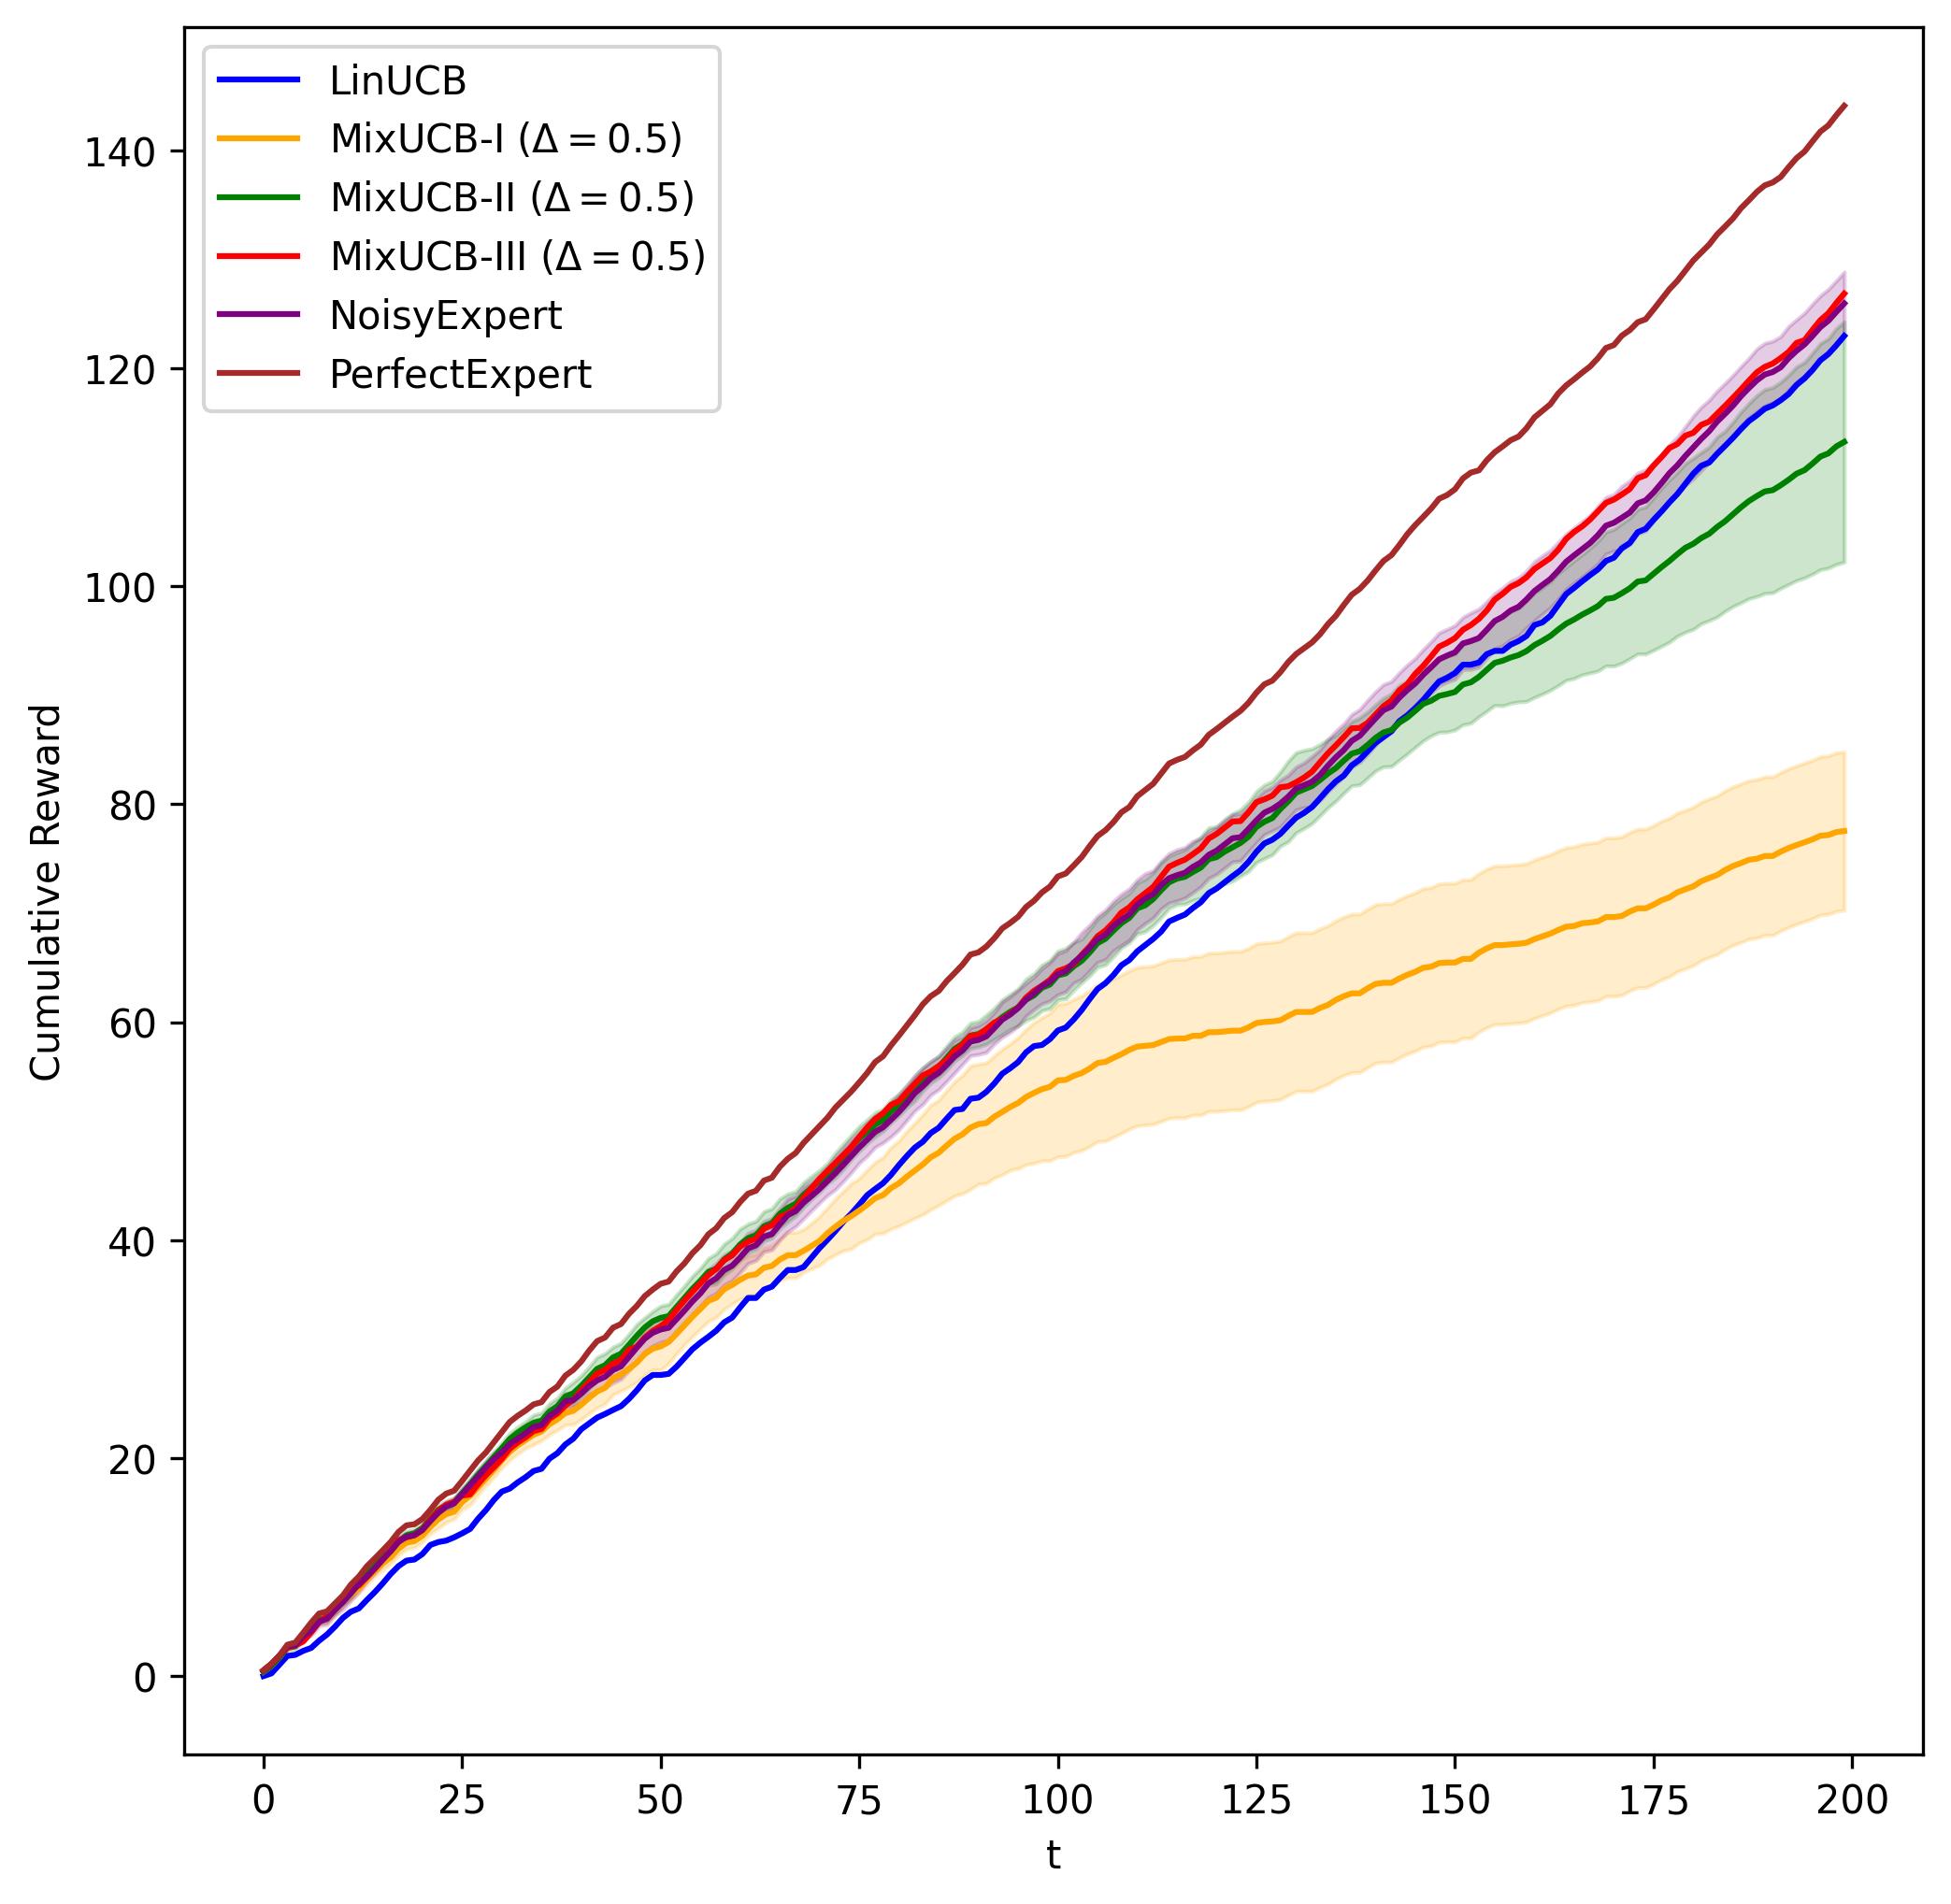 LinUCB
MixUCB-I (Δ = 0.5)
MixUCB-II (Δ = 0.5)
MixUCB-III (Δ = 0.5)
NoisyExpert
PerfectExpert
Cumulative Reward
140
120
100
80
60
40
20
0
0 25 50 75 100 125 150 175 200
t